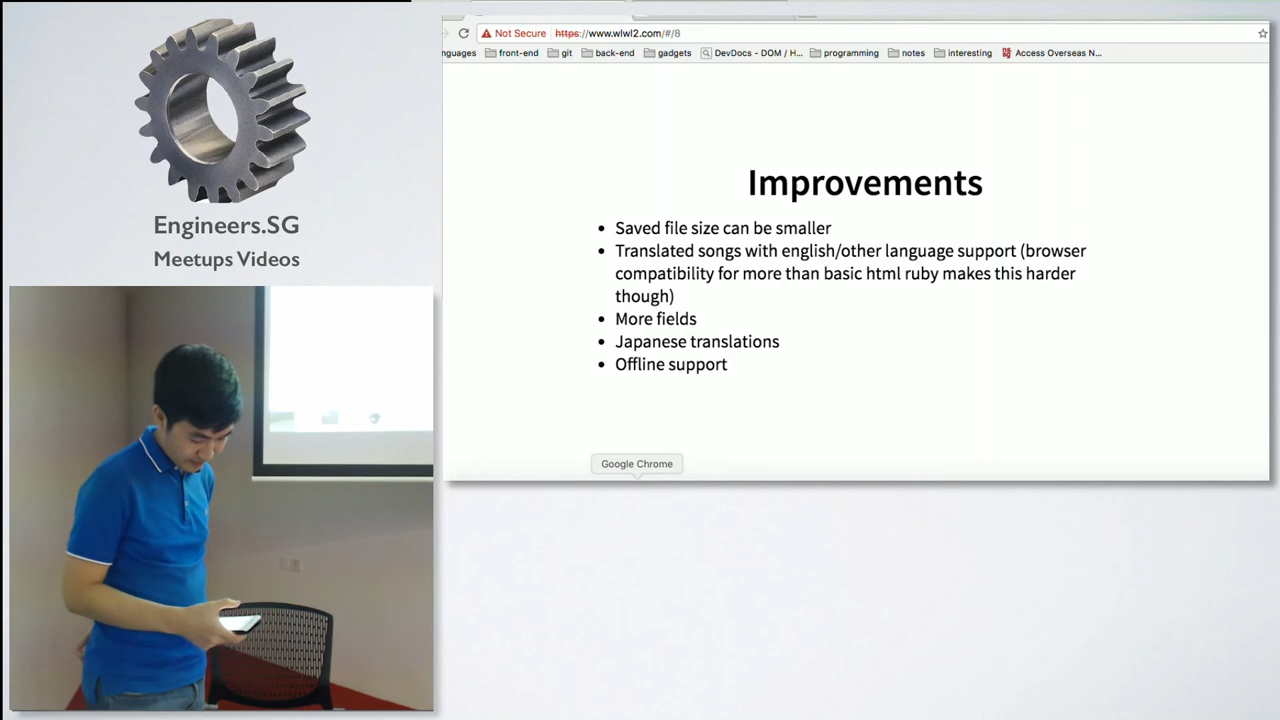 Not Secure https://www.wlwl2.com/#/8
nguages front-end git back-end gadgets DevDocs - DOM / H... programming notes interesting Access Overseas N...
Engineers.SG
Meetups Videos
Improvements
• Saved file size can be smaller
• Translated songs with english/other language support (browser
compatibility for more than basic html ruby makes this harder
though)
• More fields
• Japanese translations
• Offline support
Google Chrome